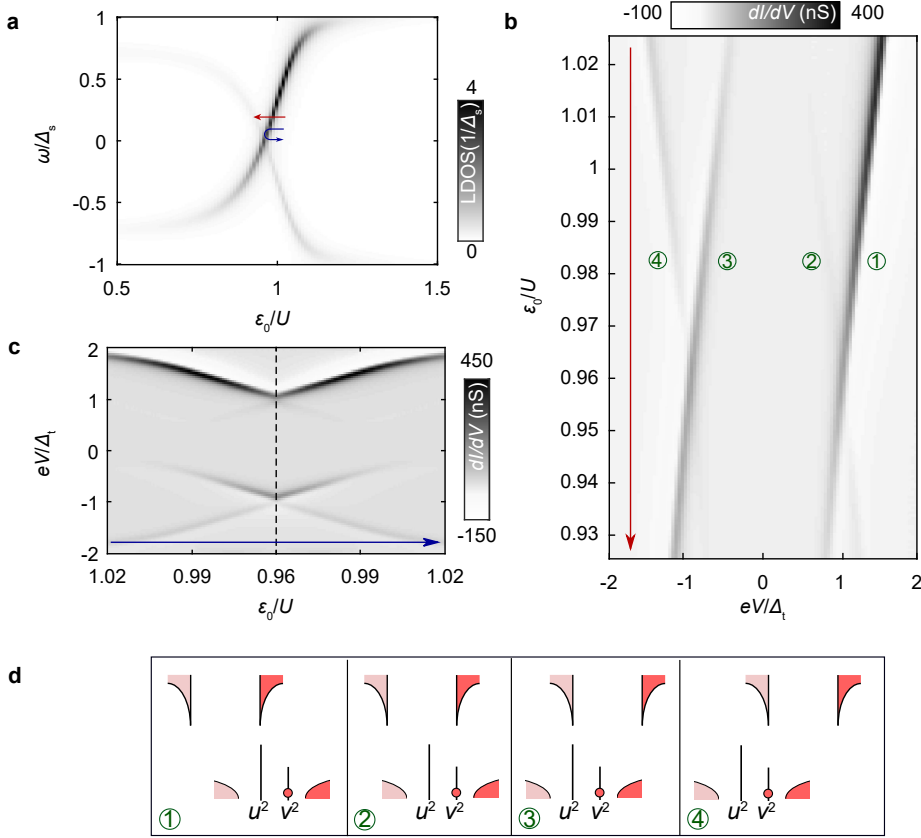 a
1
0.5
0
-0.5
-1
ω/Δs
0.5
1
1.5
ε0/U
4
LDOS(1/Δs)
0
b
-100
dI/dV (nS)
400
1.02
1.01
1
0.99
0.98
0.97
0.96
0.95
0.94
0.93
ε0/U
④
③
②
①
-2
-1
0
1
2
eV/Δt
c
2
1
0
-1
-2
eV/Δt
1.02
0.99
0.96
0.99
1.02
ε0/U
450
dI/dV (nS)
-150
d
① u² v²
② u² v²
③ u² v²
④ u² v²